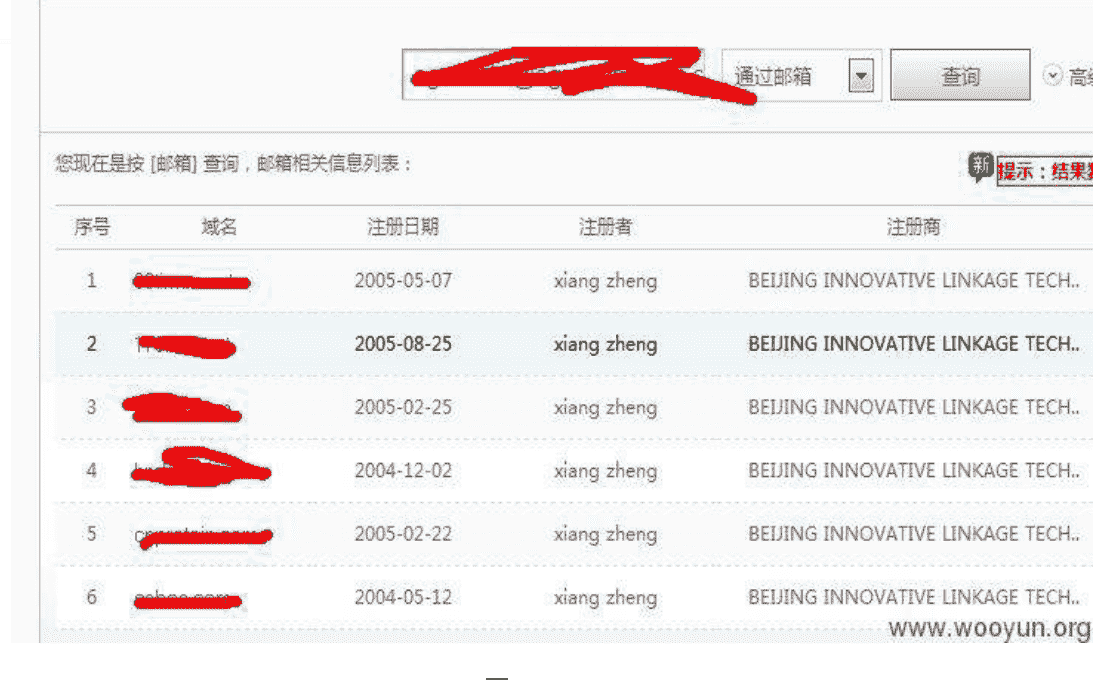 通过邮箱 查询
您现在是按 [邮箱] 查询，邮箱相关信息列表：
新 提示：结果
序号 域名 注册日期 注册者 注册商
1 2005-05-07 xiang zheng BEIJING INNOVATIVE LINKAGE TECH..
2 2005-08-25 xiang zheng BEIJING INNOVATIVE LINKAGE TECH..
3 2005-02-25 xiang zheng BEIJING INNOVATIVE LINKAGE TECH..
4 2004-12-02 xiang zheng BEIJING INNOVATIVE LINKAGE TECH..
5 2005-02-22 xiang zheng BEIJING INNOVATIVE LINKAGE TECH..
6 2004-05-12 xiang zheng BEIJING INNOVATIVE LINKAGE TECH..
www.wooyun.org